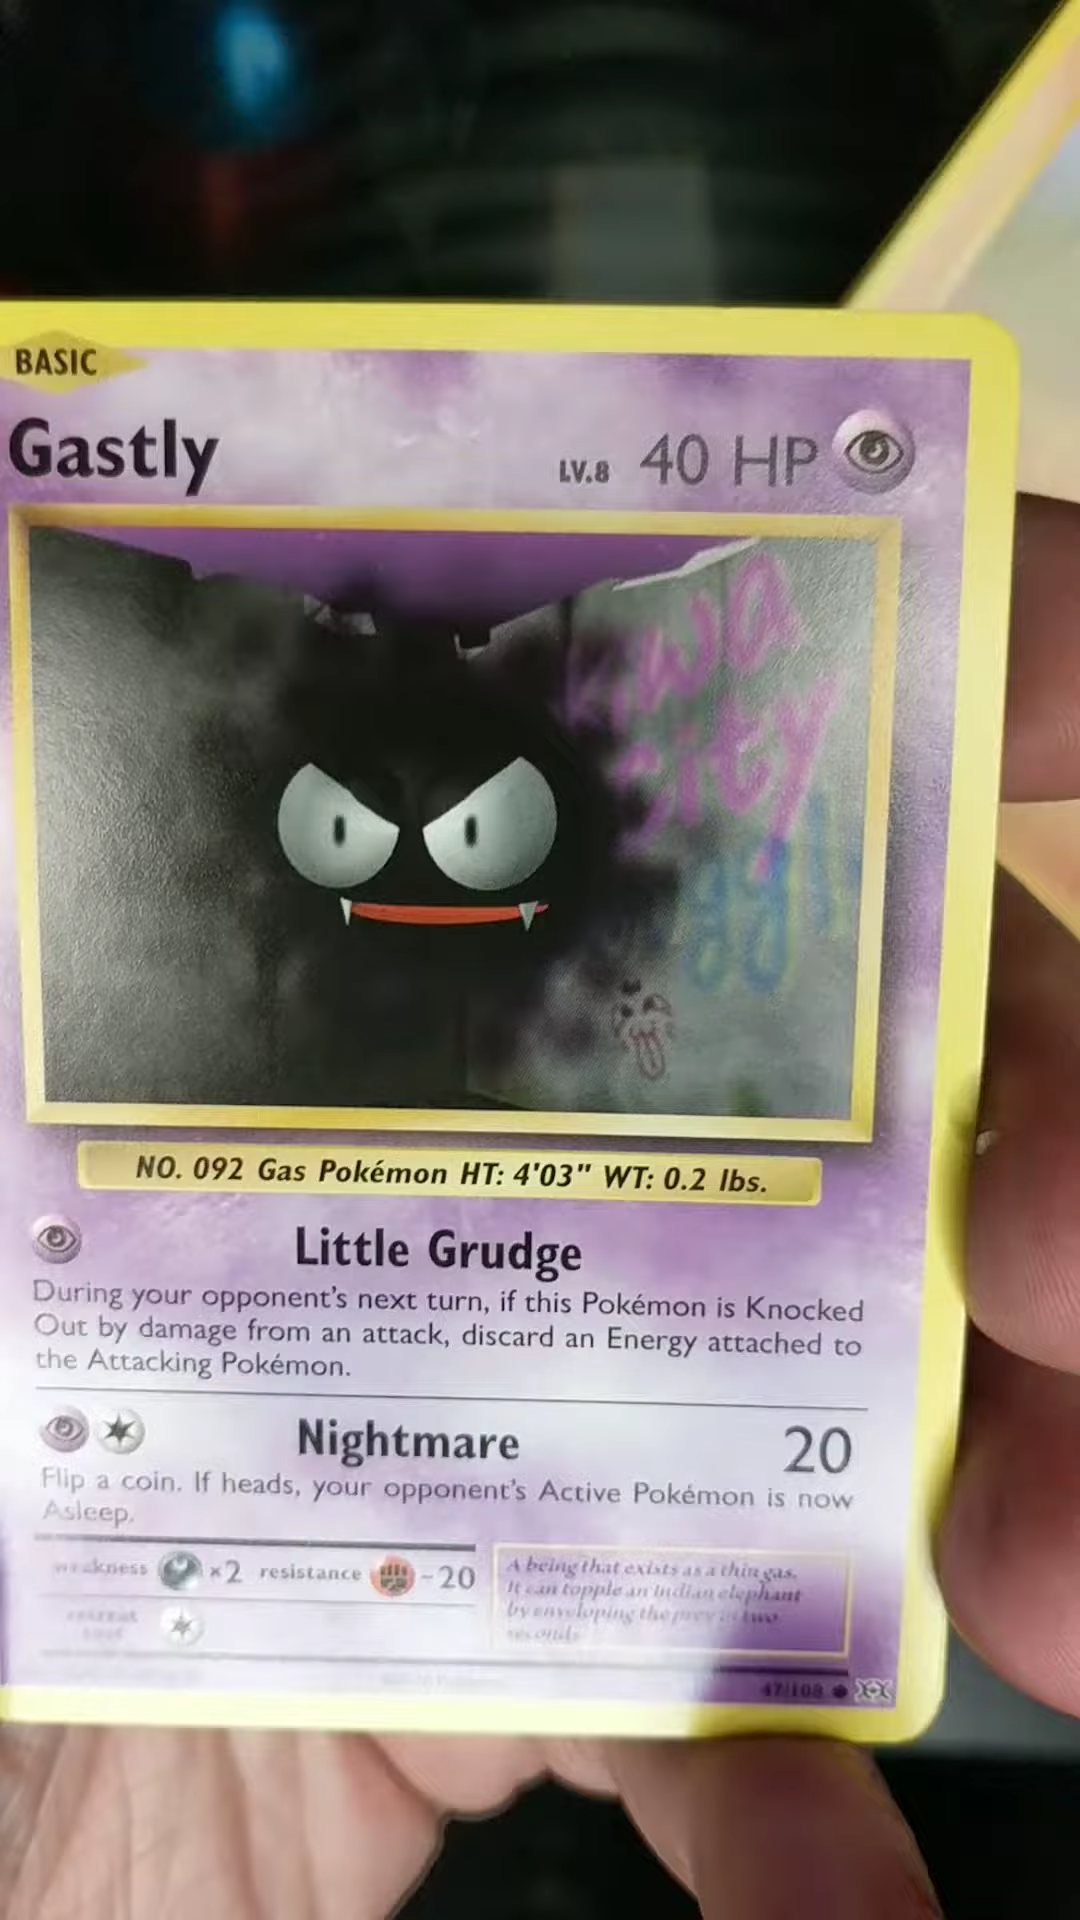 BASIC
Gastly
LV.8 40 HP
NO. 092 Gas Pokémon HT: 4'03" WT: 0.2 lbs.
Little Grudge
During your opponent's next turn, if this Pokémon is Knocked
Out by damage from an attack, discard an Energy attached to
the Attacking Pokémon.
Nightmare 20
Flip a coin. If heads, your opponent's Active Pokémon is now
Asleep.
weakness ×2 resistance -20
A being that exists as a thin gas.
It can topple an Indian elephant
by enveloping the prey in two
seconds.
retreat
cost
47/108